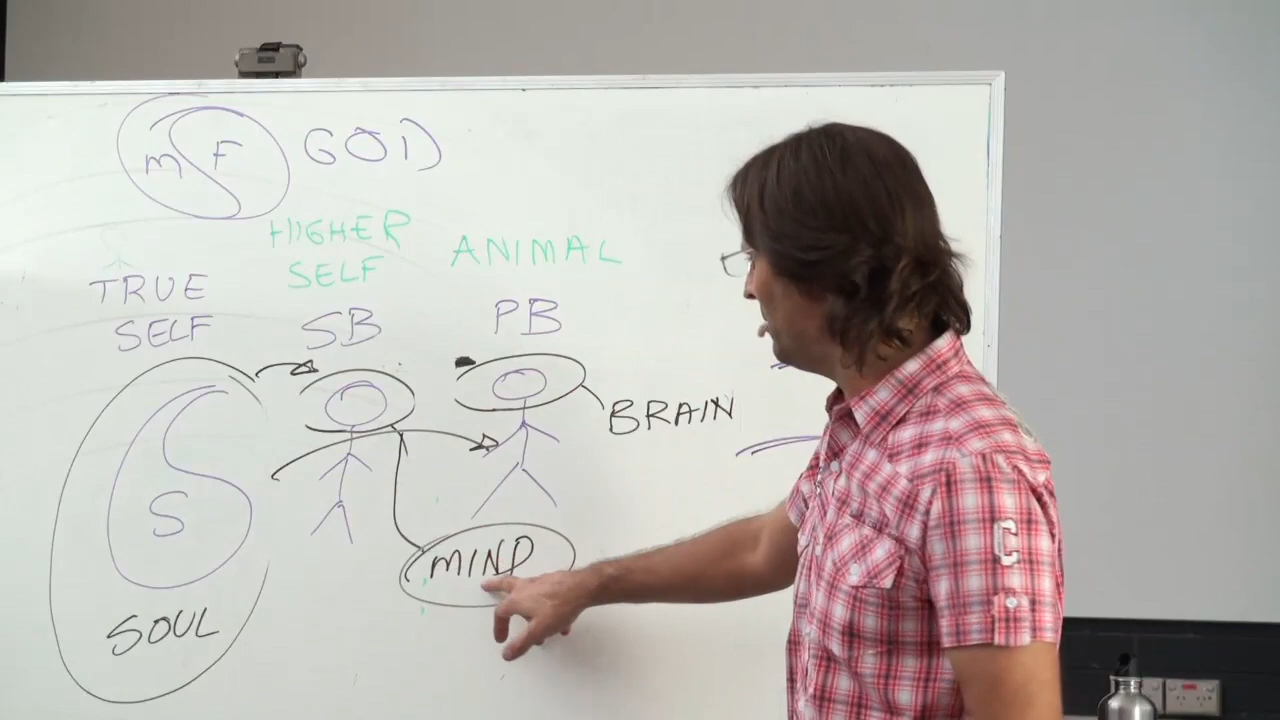 M F GOD
HIGHER
SELF
ANIMAL
TRUE
SELF
SB
PB
BRAIN
S
MIND
SOUL
C